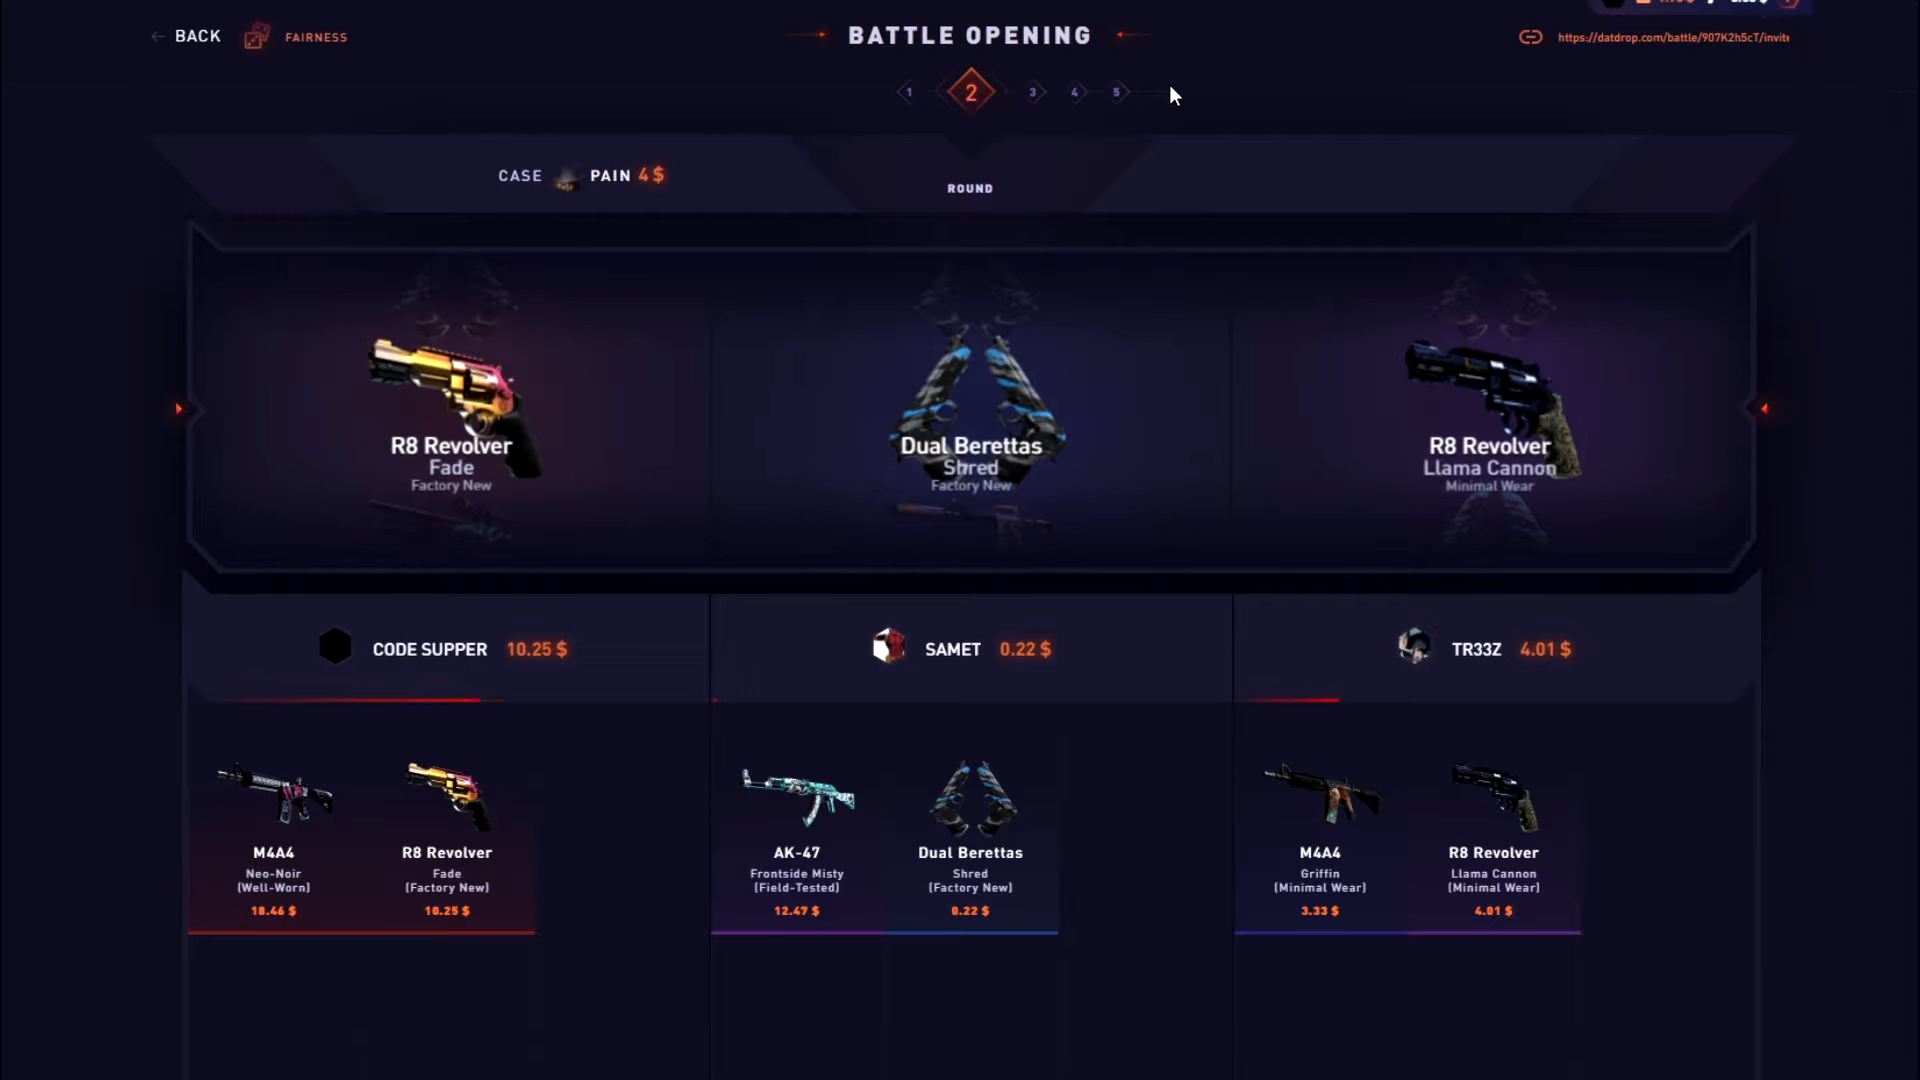 ← BACK
FAIRNESS
BATTLE OPENING
https://datdrop.com/battle/907K2h5cT/invite
1
2
3
4
5
CASE PAIN 4 $
ROUND
R8 Revolver
Fade
Factory New
Dual Berettas
Shred
Factory New
R8 Revolver
Llama Cannon
Minimal Wear
CODE SUPPER 10.25 $
SAMET 0.22 $
TR33Z 4.01 $
M4A4
Neo-Noir
(Well-Worn)
18.46 $
R8 Revolver
Fade
(Factory New)
10.25 $
AK-47
Frontside Misty
(Field-Tested)
12.47 $
Dual Berettas
Shred
(Factory New)
0.22 $
M4A4
Griffin
(Minimal Wear)
3.33 $
R8 Revolver
Llama Cannon
(Minimal Wear)
4.01 $